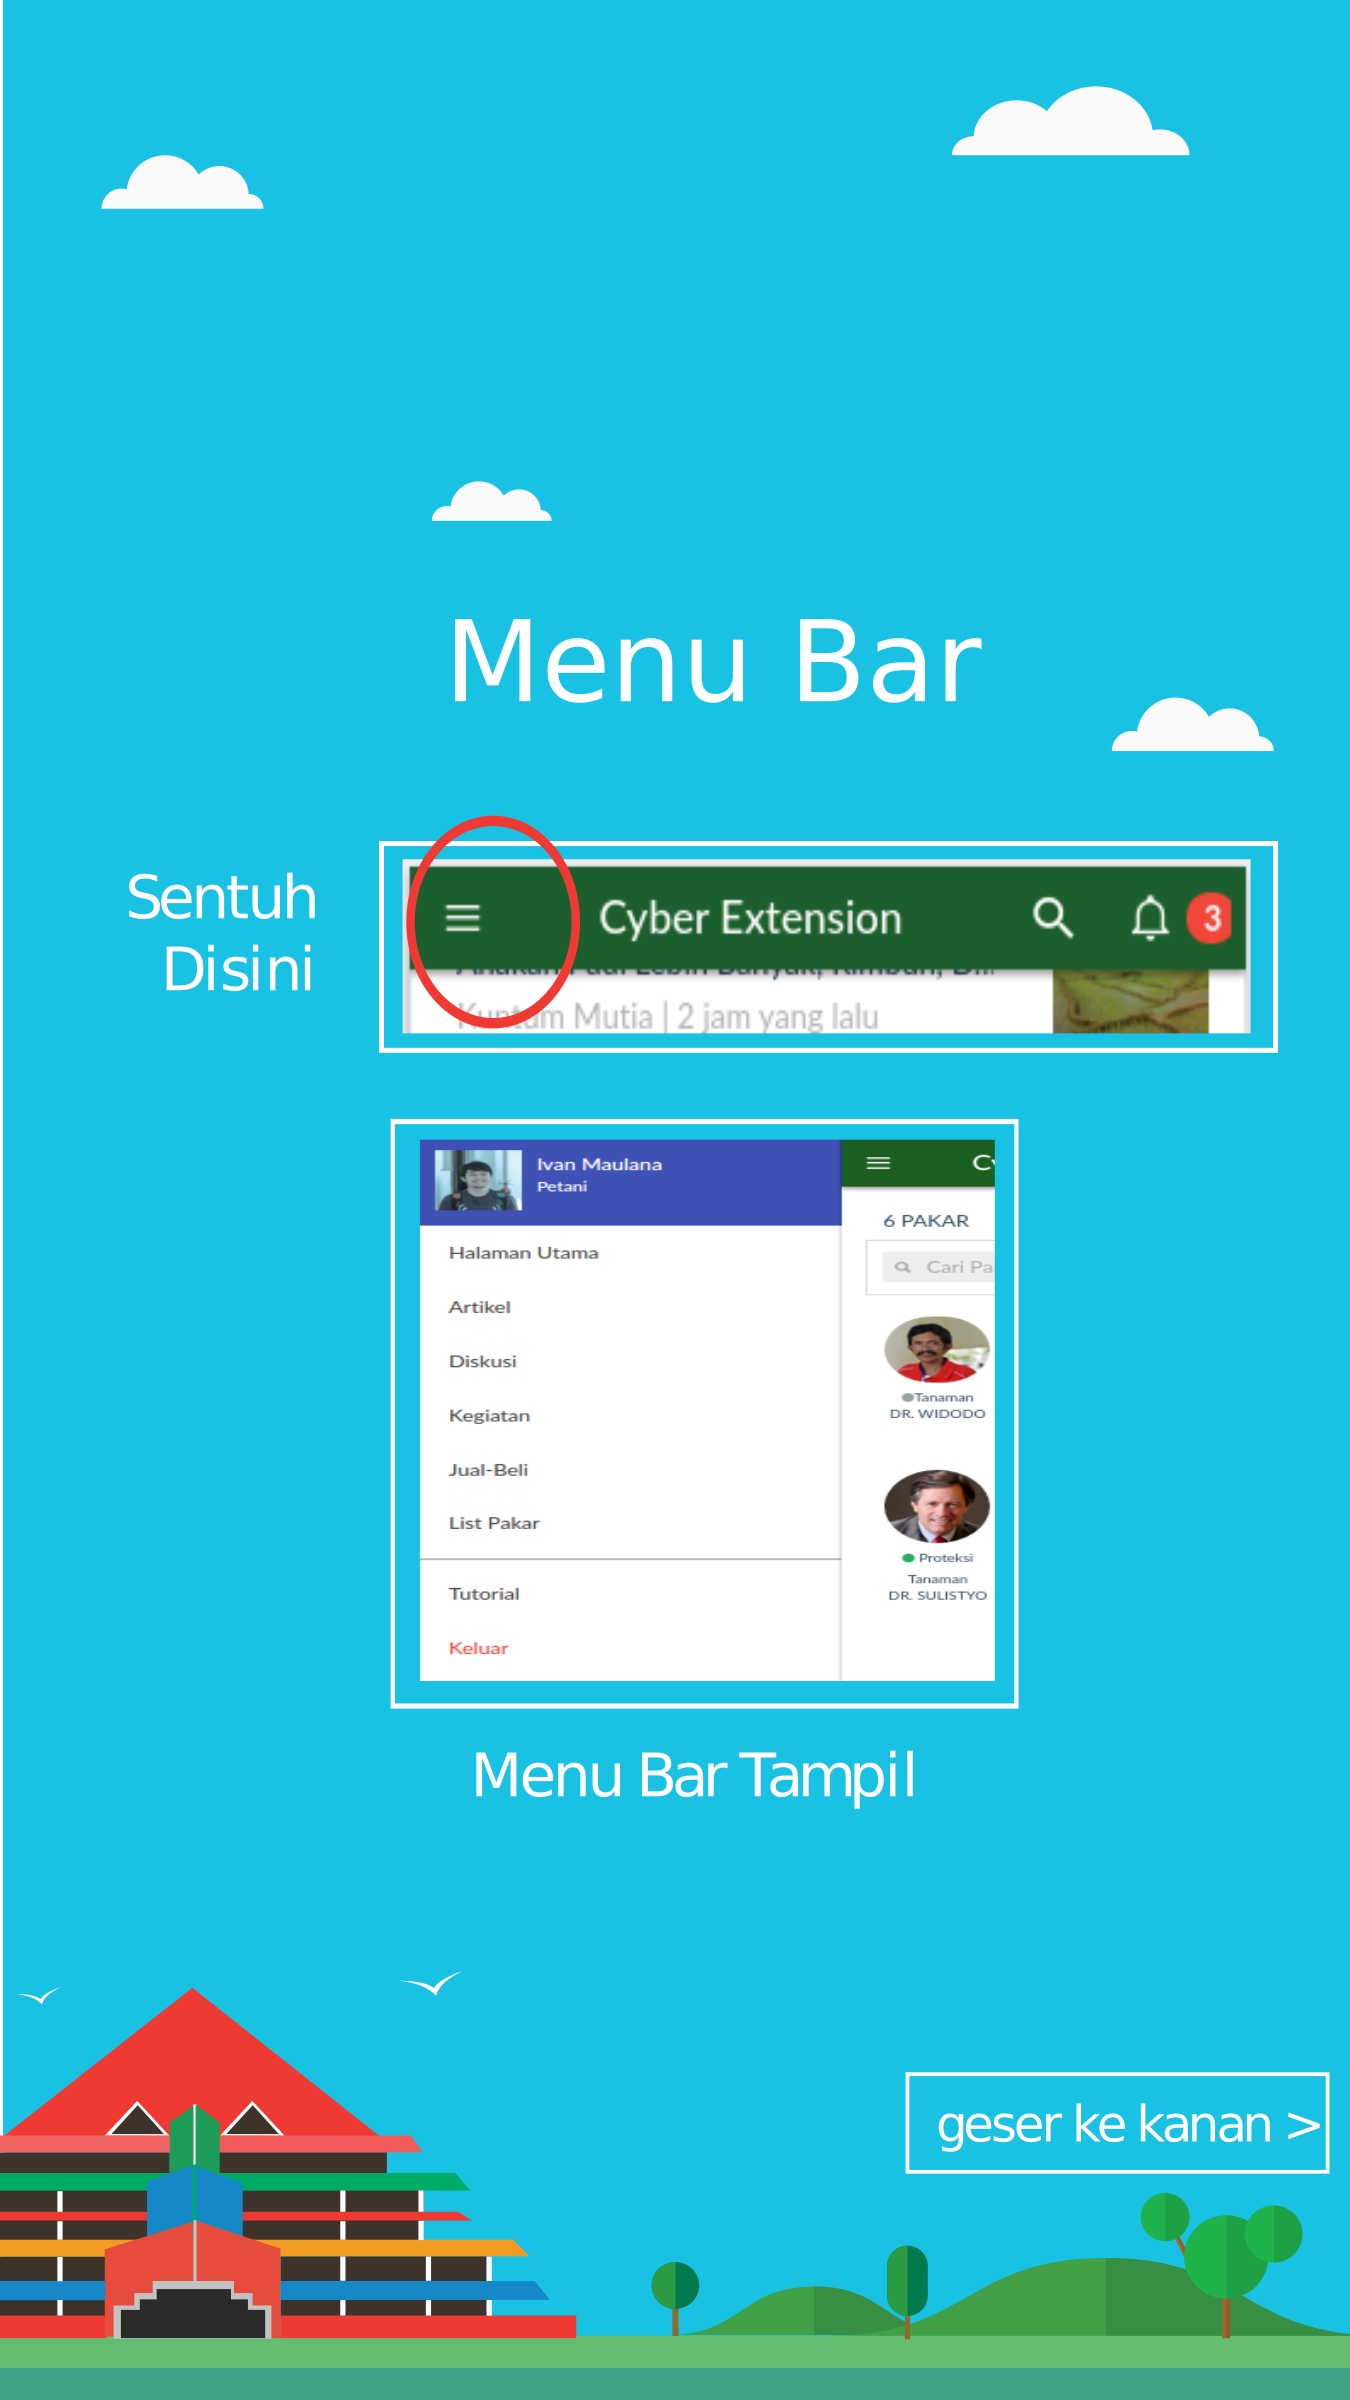 Menu Bar
Sentuh
Disini
Cyber Extension
3
Kuntum Mutia | 2 jam yang lalu
Ivan Maulana
Petani
Halaman Utama
Artikel
Diskusi
Kegiatan
Jual-Beli
List Pakar
Tutorial
Keluar
6 PAKAR
Cari Pa
Tanaman
DR. WIDODO
Proteksi
Tanaman
DR. SULISTYO
Menu Bar Tampil
geser ke kanan >